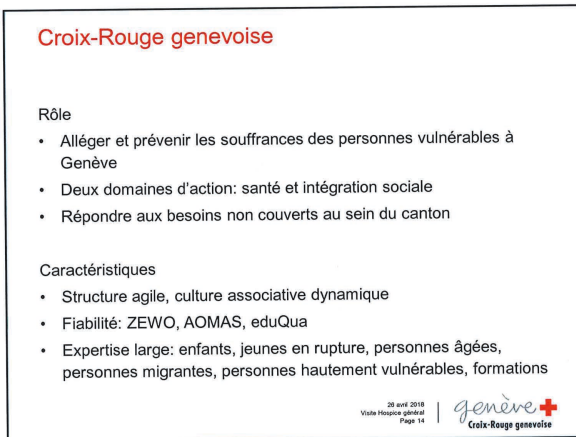 Croix-Rouge genevoise
Rôle
• Alléger et prévenir les souffrances des personnes vulnérables à
Genève
• Deux domaines d'action: santé et intégration sociale
• Répondre aux besoins non couverts au sein du canton
Caractéristiques
• Structure agile, culture associative dynamique
• Fiabilité: ZEWO, AOMAS, eduQua
• Expertise large: enfants, jeunes en rupture, personnes âgées,
personnes migrantes, personnes hautement vulnérables, formations
26 avril 2018
Visite Hospice général
Page 14
genève
Croix-Rouge genevoise